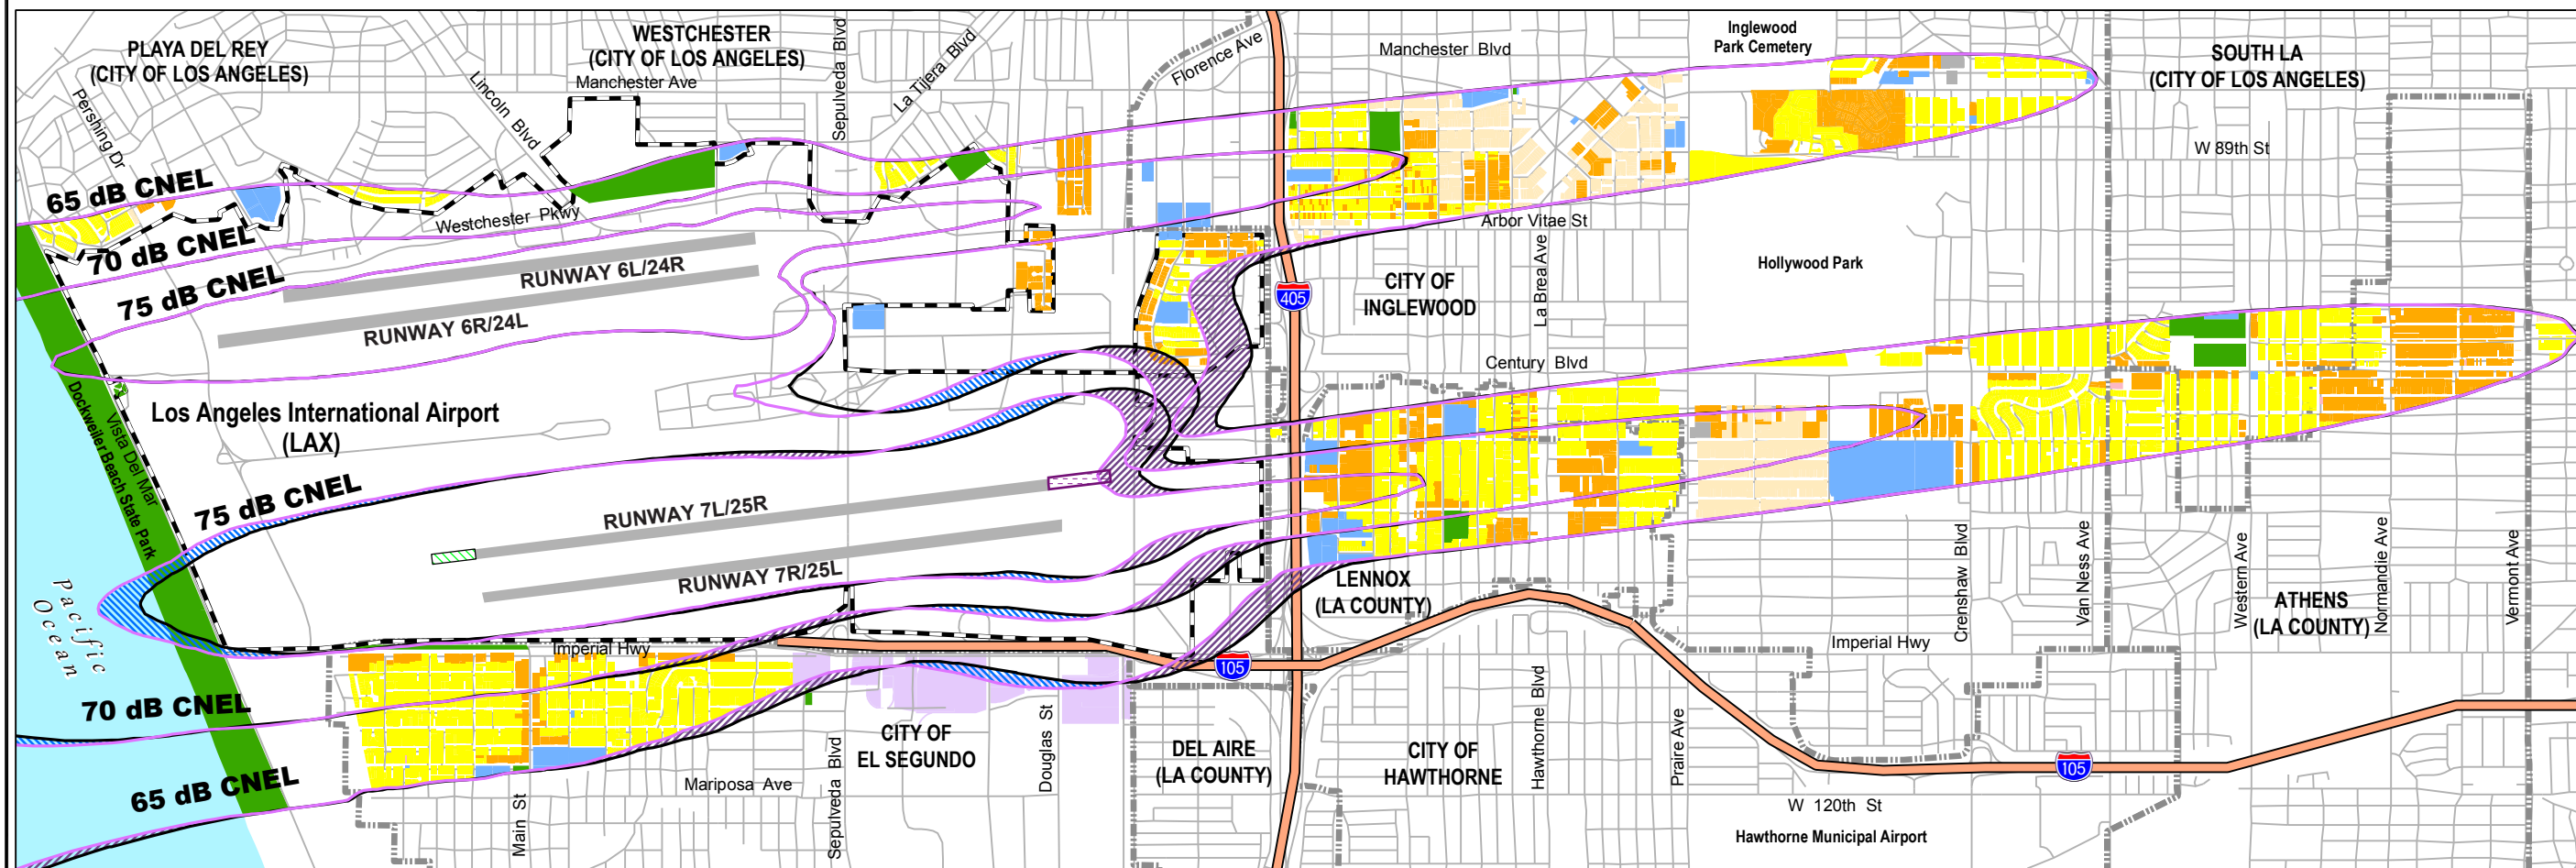 PLAYA DEL REY
(CITY OF LOS ANGELES)
WESTCHESTER
(CITY OF LOS ANGELES)
Manchester Ave
Sepulveda Blvd
La Tijera Blvd
Florence Ave
Manchester Blvd
Inglewood
Park Cemetery
SOUTH LA
(CITY OF LOS ANGELES)
Pershing Dr
Lincoln Blvd
W 89th St
65 dB CNEL
Westchester Pkwy
Arbor Vitae St
70 dB CNEL
75 dB CNEL
RUNWAY 6L/24R
RUNWAY 6R/24L
405
CITY OF
INGLEWOOD
La Brea Ave
Hollywood Park
Century Blvd
Los Angeles International Airport
(LAX)
Vista Del Mar
Dockweiler Beach State Park
75 dB CNEL
RUNWAY 7L/25R
RUNWAY 7R/25L
Pacific
Ocean
Imperial Hwy
105
LENNOX
(LA COUNTY)
Imperial Hwy
Crenshaw Blvd
Van Ness Ave
Western Ave
ATHENS
(LA COUNTY)
Normandie Ave
Vermont Ave
70 dB CNEL
65 dB CNEL
Main St
Mariposa Ave
Sepulveda Blvd
CITY OF
EL SEGUNDO
Douglas St
DEL AIRE
(LA COUNTY)
CITY OF
HAWTHORNE
Hawthorne Blvd
Prairie Ave
105
W 120th St
Hawthorne Municipal Airport